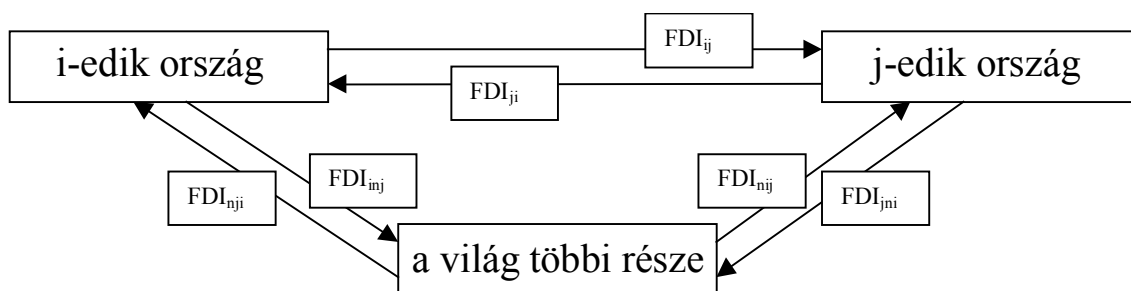 FDIij
i-edik ország
j-edik ország
FDIji
FDInji
FDIinj
FDInij
FDIjni
a világ többi része